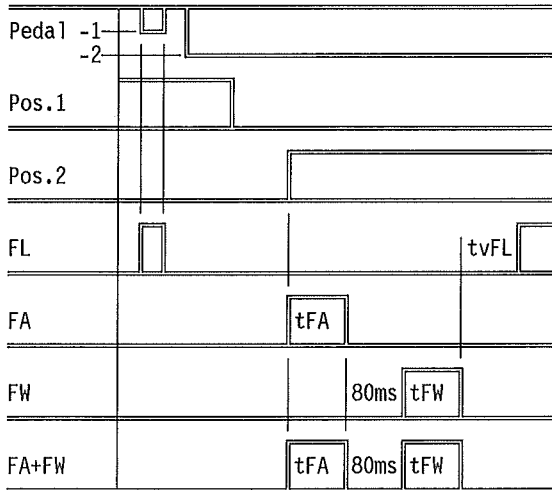 Pedal -1
-2
Pos.1
Pos.2
FL tvFL
FA tFA
FW 80ms tFW
FA+FW tFA 80ms tFW